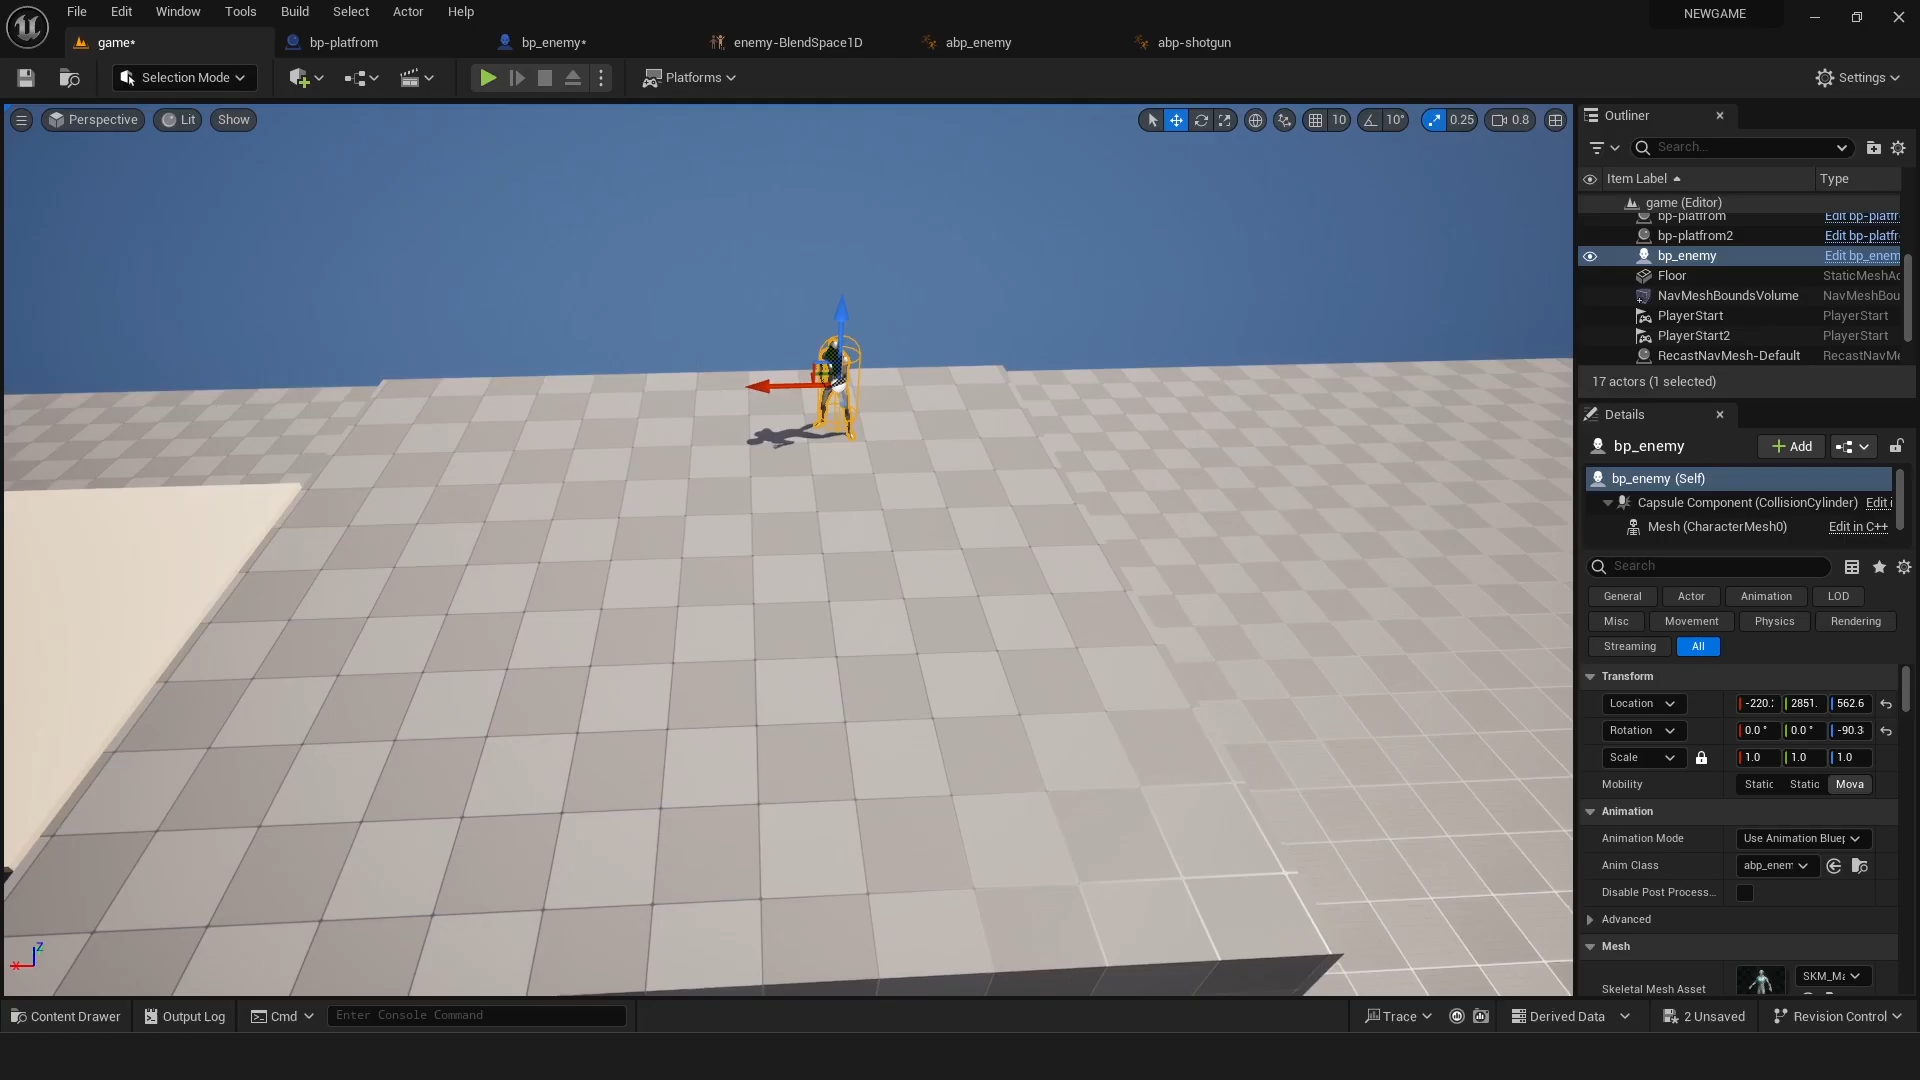 File Edit Window Tools Build Select Actor Help
NEWGAME
game* bp-platfrom bp_enemy* enemy-BlendSpace1D abp_enemy abp-shotgun
Selection Mode Platforms Settings
Perspective Lit Show 10 10° 0.25 0.8
Outliner
Search...
Item Label Type
game (Editor)
bp-platfrom Edit bp-platfr
bp-platfrom2 Edit bp-platfr
bp_enemy Edit bp_enem
Floor StaticMeshAc
NavMeshBoundsVolume NavMeshBou
PlayerStart PlayerStart
PlayerStart2 PlayerStart
RecastNavMesh-Default RecastNavMe
17 actors (1 selected)
Details
bp_enemy Add
bp_enemy (Self)
Capsule Component (CollisionCylinder) Edit i
Mesh (CharacterMesh0) Edit in C++
Search
General Actor Animation LOD
Misc Movement Physics Rendering
Streaming All
Transform
Location -220.: 2851. 562.6
Rotation 0.0 ° 0.0 ° -90.3
Scale 1.0 1.0 1.0
Mobility Static Statio Mova
Animation
Animation Mode Use Animation Bluep
Anim Class abp_enem
Disable Post Process...
Advanced
Mesh
Skeletal Mesh Asset SKM_Ma
Z
X
Content Drawer Output Log Cmd Enter Console Command Trace Derived Data 2 Unsaved Revision Control